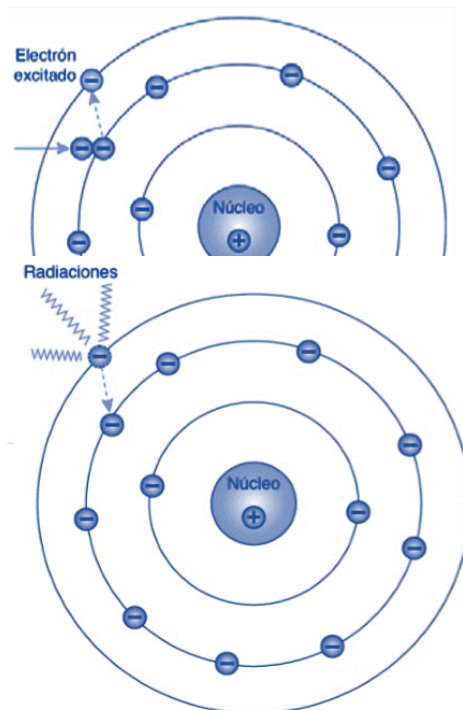 Electrón
excitado
Núcleo
+
Radiaciones
Núcleo
+